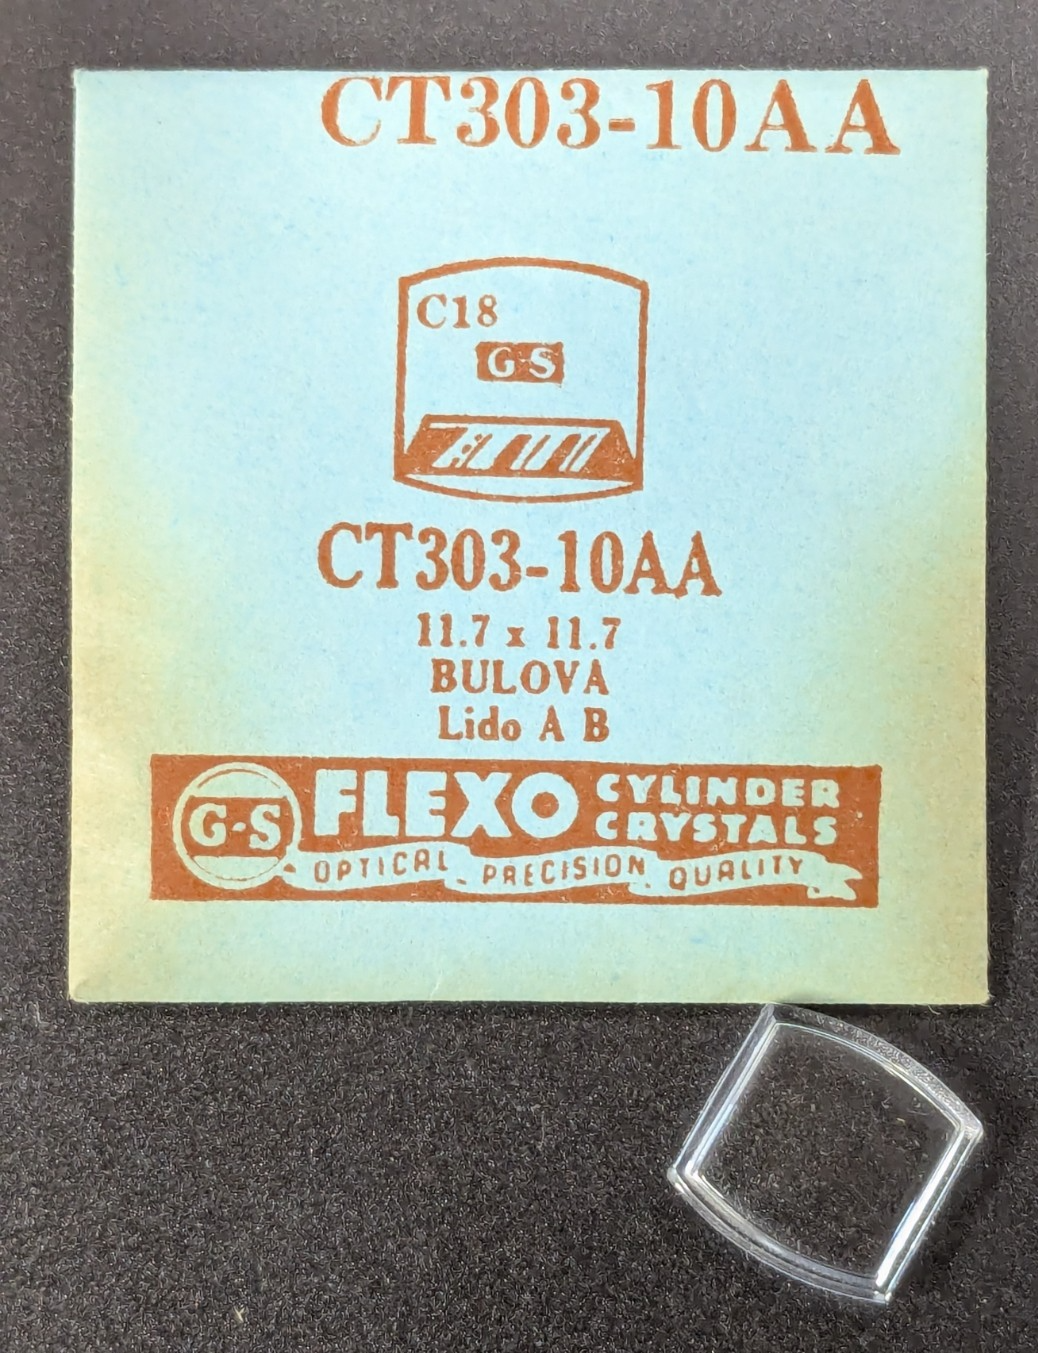 CT303-10AA
C18
G-S
CT303-10AA
11.7 x 11.7
BULOVA
Lido A B
G-S FLEXO CYLINDER
CRYSTALS
OPTICAL PRECISION QUALITY